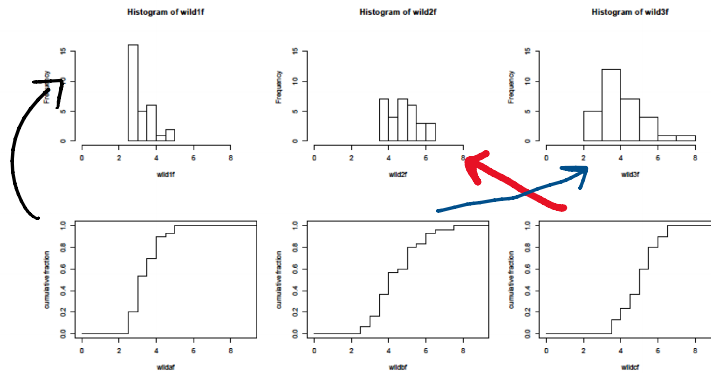 Histogram of wild1f
Histogram of wild2f
Histogram of wild3f
Frequency
0 5 10 15
0 2 4 6 8
wild1f
Frequency
0 5 10 15
0 2 4 6 8
wild2f
Frequency
0 5 10 15
0 2 4 6 8
wild3f
cumulative fraction
0.0 0.2 0.4 0.6 0.8 1.0
0 2 4 6 8
wildaf
cumulative fraction
0.0 0.2 0.4 0.6 0.8 1.0
0 2 4 6 8
wildbf
cumulative fraction
0.0 0.2 0.4 0.6 0.8 1.0
0 2 4 6 8
wildcf